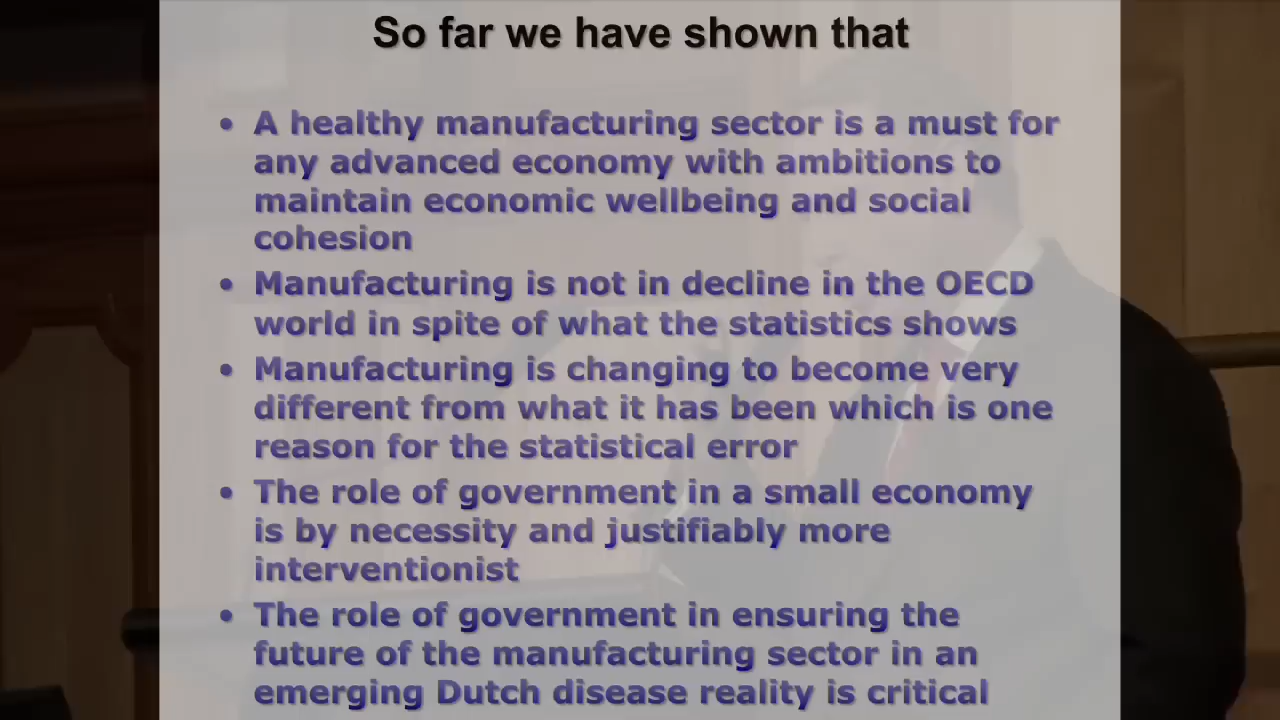 So far we have shown that
• A healthy manufacturing sector is a must for
any advanced economy with ambitions to
maintain economic wellbeing and social
cohesion
• Manufacturing is not in decline in the OECD
world in spite of what the statistics shows
• Manufacturing is changing to become very
different from what it has been which is one
reason for the statistical error
• The role of government in a small economy
is by necessity and justifiably more
interventionist
• The role of government in ensuring the
future of the manufacturing sector in an
emerging Dutch disease reality is critical